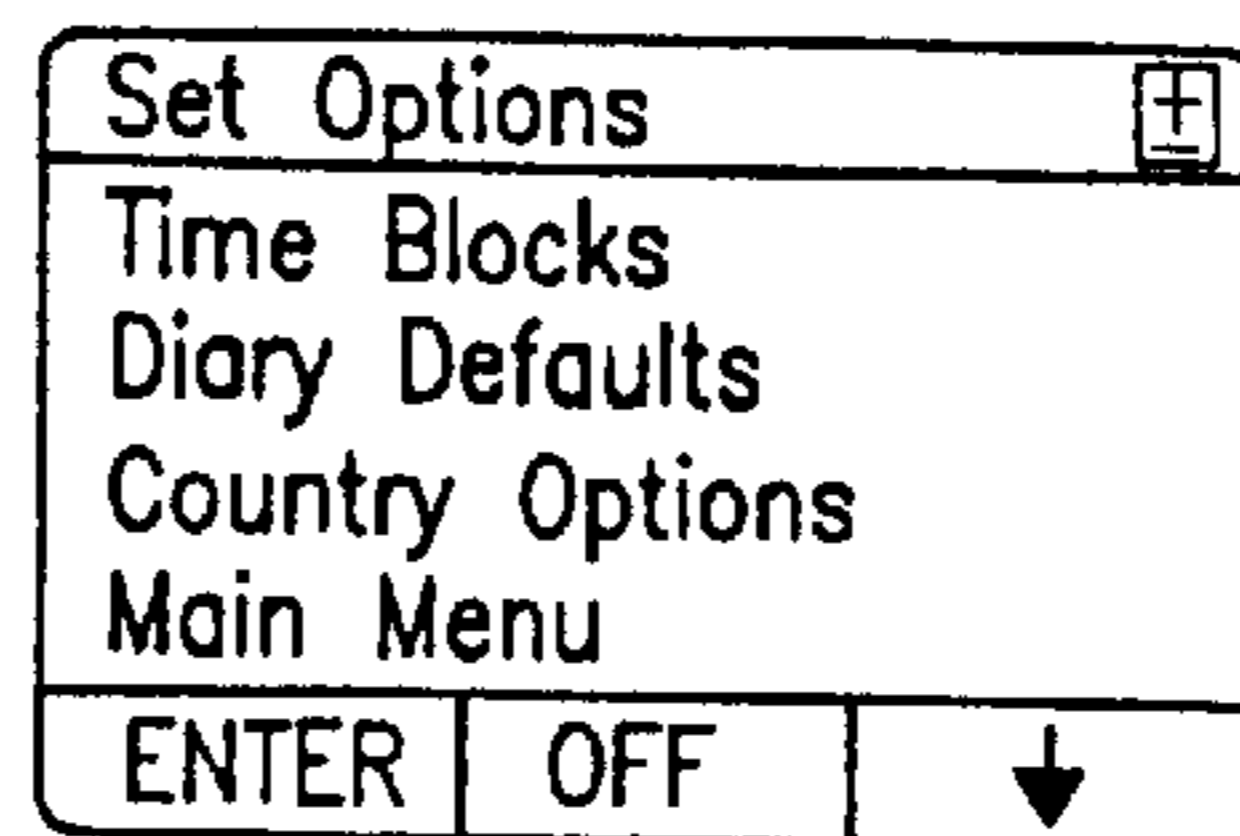 Set Options
Time Blocks
Diary Defaults
Country Options
Main Menu
ENTER OFF